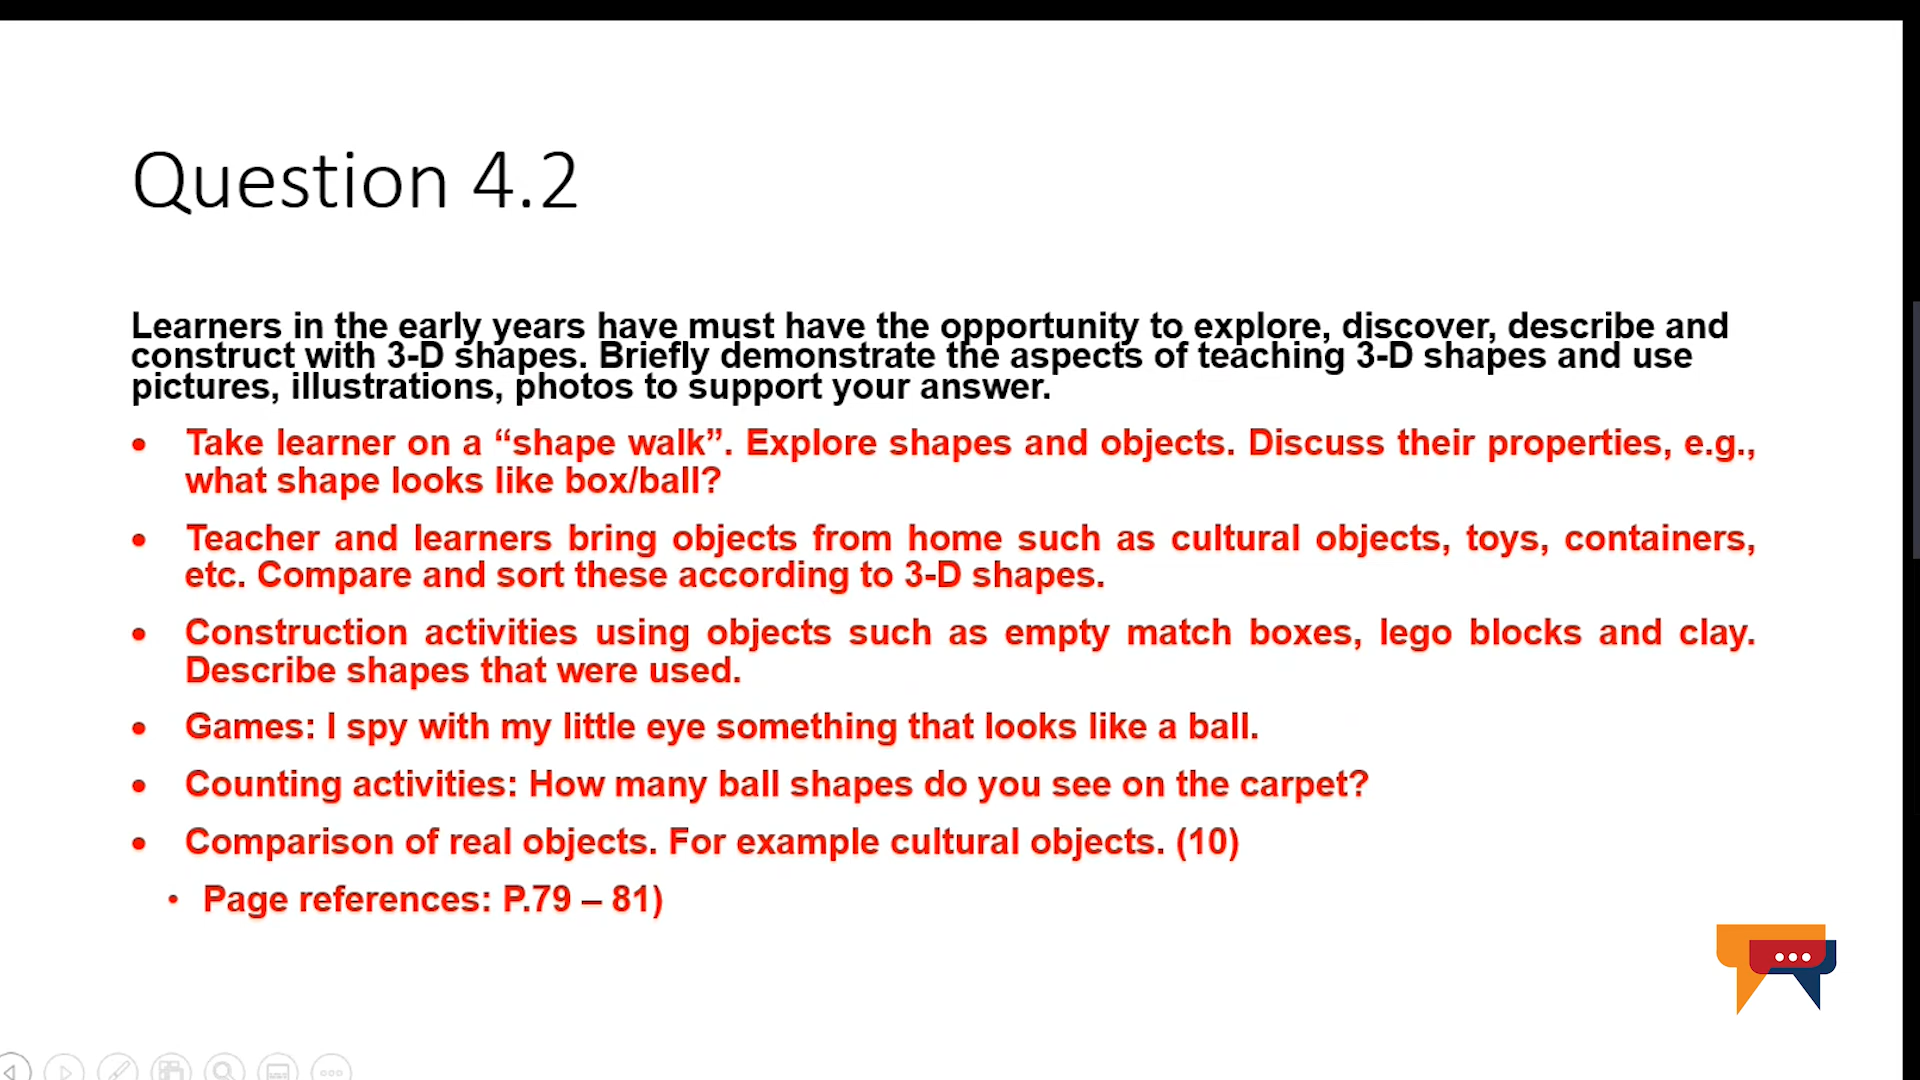 Question 4.2
Learners in the early years have must have the opportunity to explore, discover, describe and
construct with 3-D shapes. Briefly demonstrate the aspects of teaching 3-D shapes and use
pictures, illustrations, photos to support your answer.
• Take learner on a “shape walk”. Explore shapes and objects. Discuss their properties, e.g.,
what shape looks like box/ball?
• Teacher and learners bring objects from home such as cultural objects, toys, containers,
etc. Compare and sort these according to 3-D shapes.
• Construction activities using objects such as empty match boxes, lego blocks and clay.
Describe shapes that were used.
• Games: I spy with my little eye something that looks like a ball.
• Counting activities: How many ball shapes do you see on the carpet?
• Comparison of real objects. For example cultural objects. (10)
• Page references: P.79 – 81)